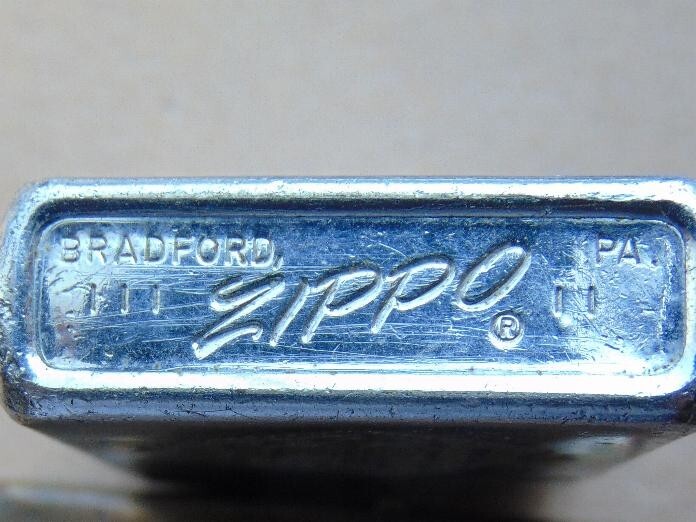 BRADFORD, PA.
||| ZIPPO® ||